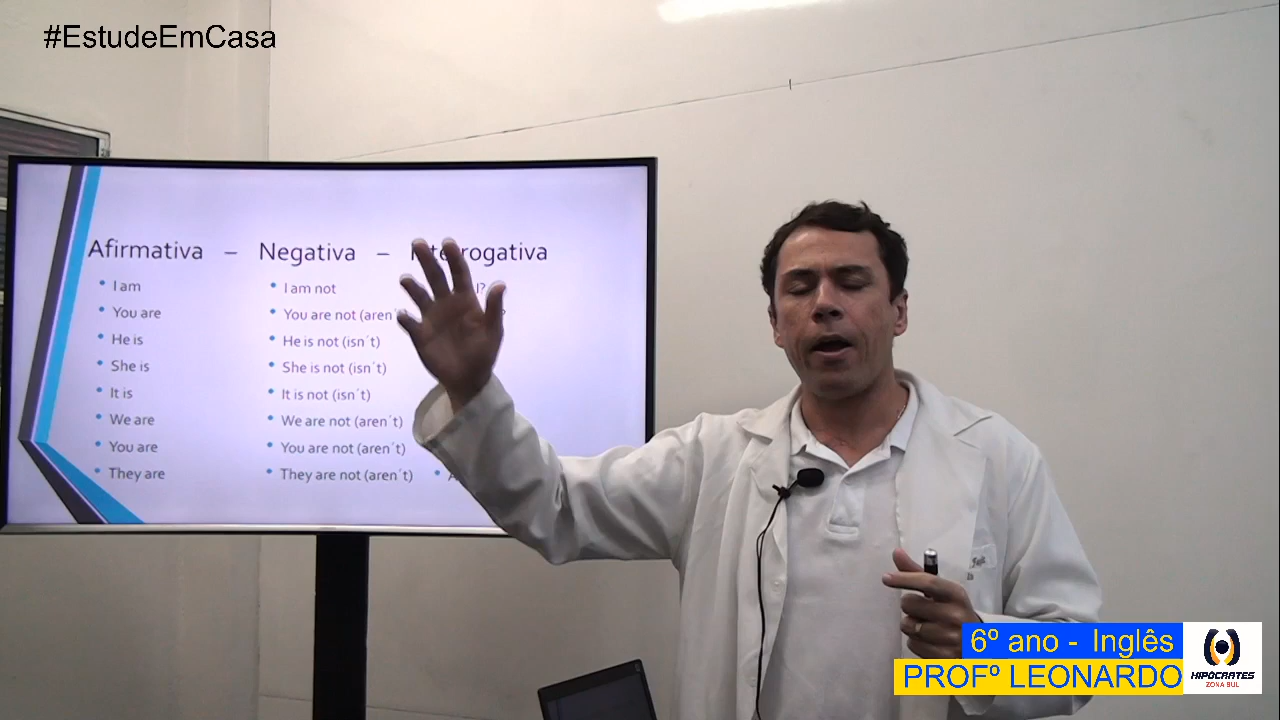 #EstudeEmCasa
Afirmativa – Negativa – Interrogativa
I am
You are
He is
She is
It is
We are
You are
They are
I am not
You are not (aren
He is not (isn´t)
She is not (isn´t)
It is not (isn´t)
We are not (aren´t)
You are not (aren´t)
They are not (aren´t)
I?
?
A
6º ano - Inglês
PROFº LEONARDO
HIPÓCRATES
ZONA SUL